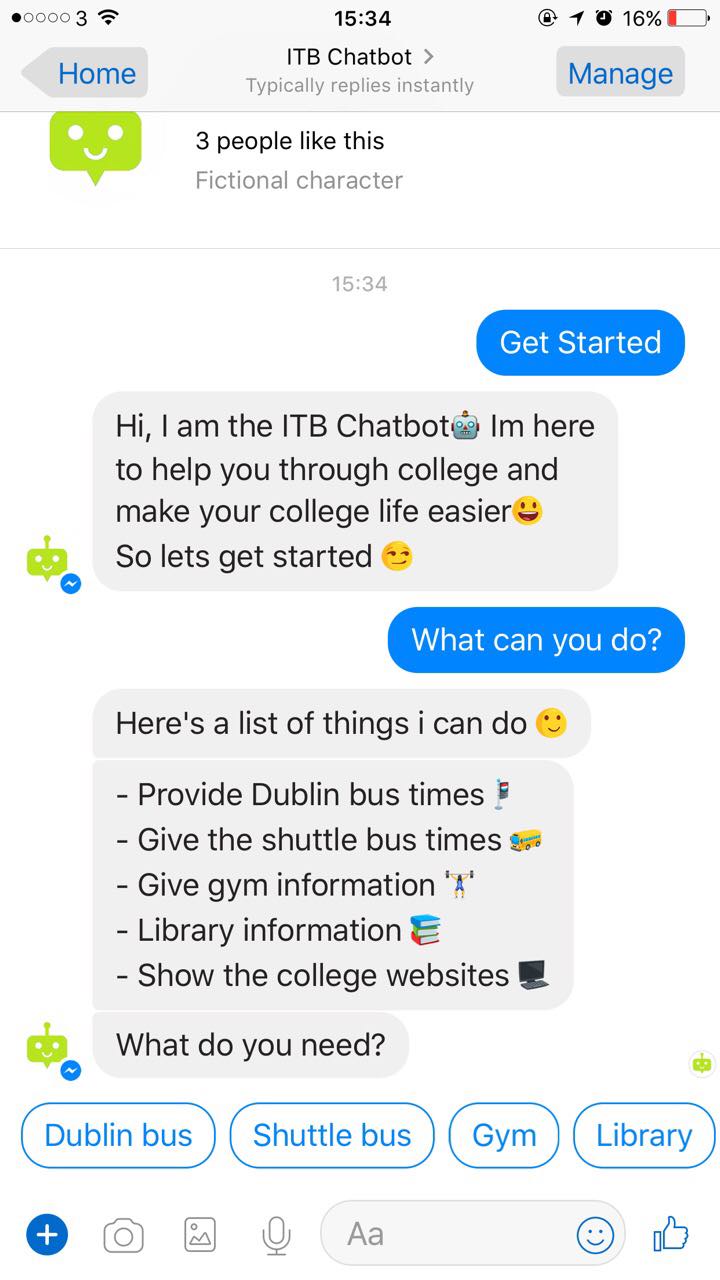 3 15:34 16%
Home ITB Chatbot Manage
Typically replies instantly
3 people like this
Fictional character
15:34
Get Started
Hi, I am the ITB Chatbot🤖 Im here
to help you through college and
make your college life easier😃
So lets get started 😏
What can you do?
Here's a list of things i can do 🙂
- Provide Dublin bus times🚏
- Give the shuttle bus times🚌
- Give gym information🏋
- Library information📚
- Show the college websites🖥
What do you need?
Dublin bus Shuttle bus Gym Library
Aa